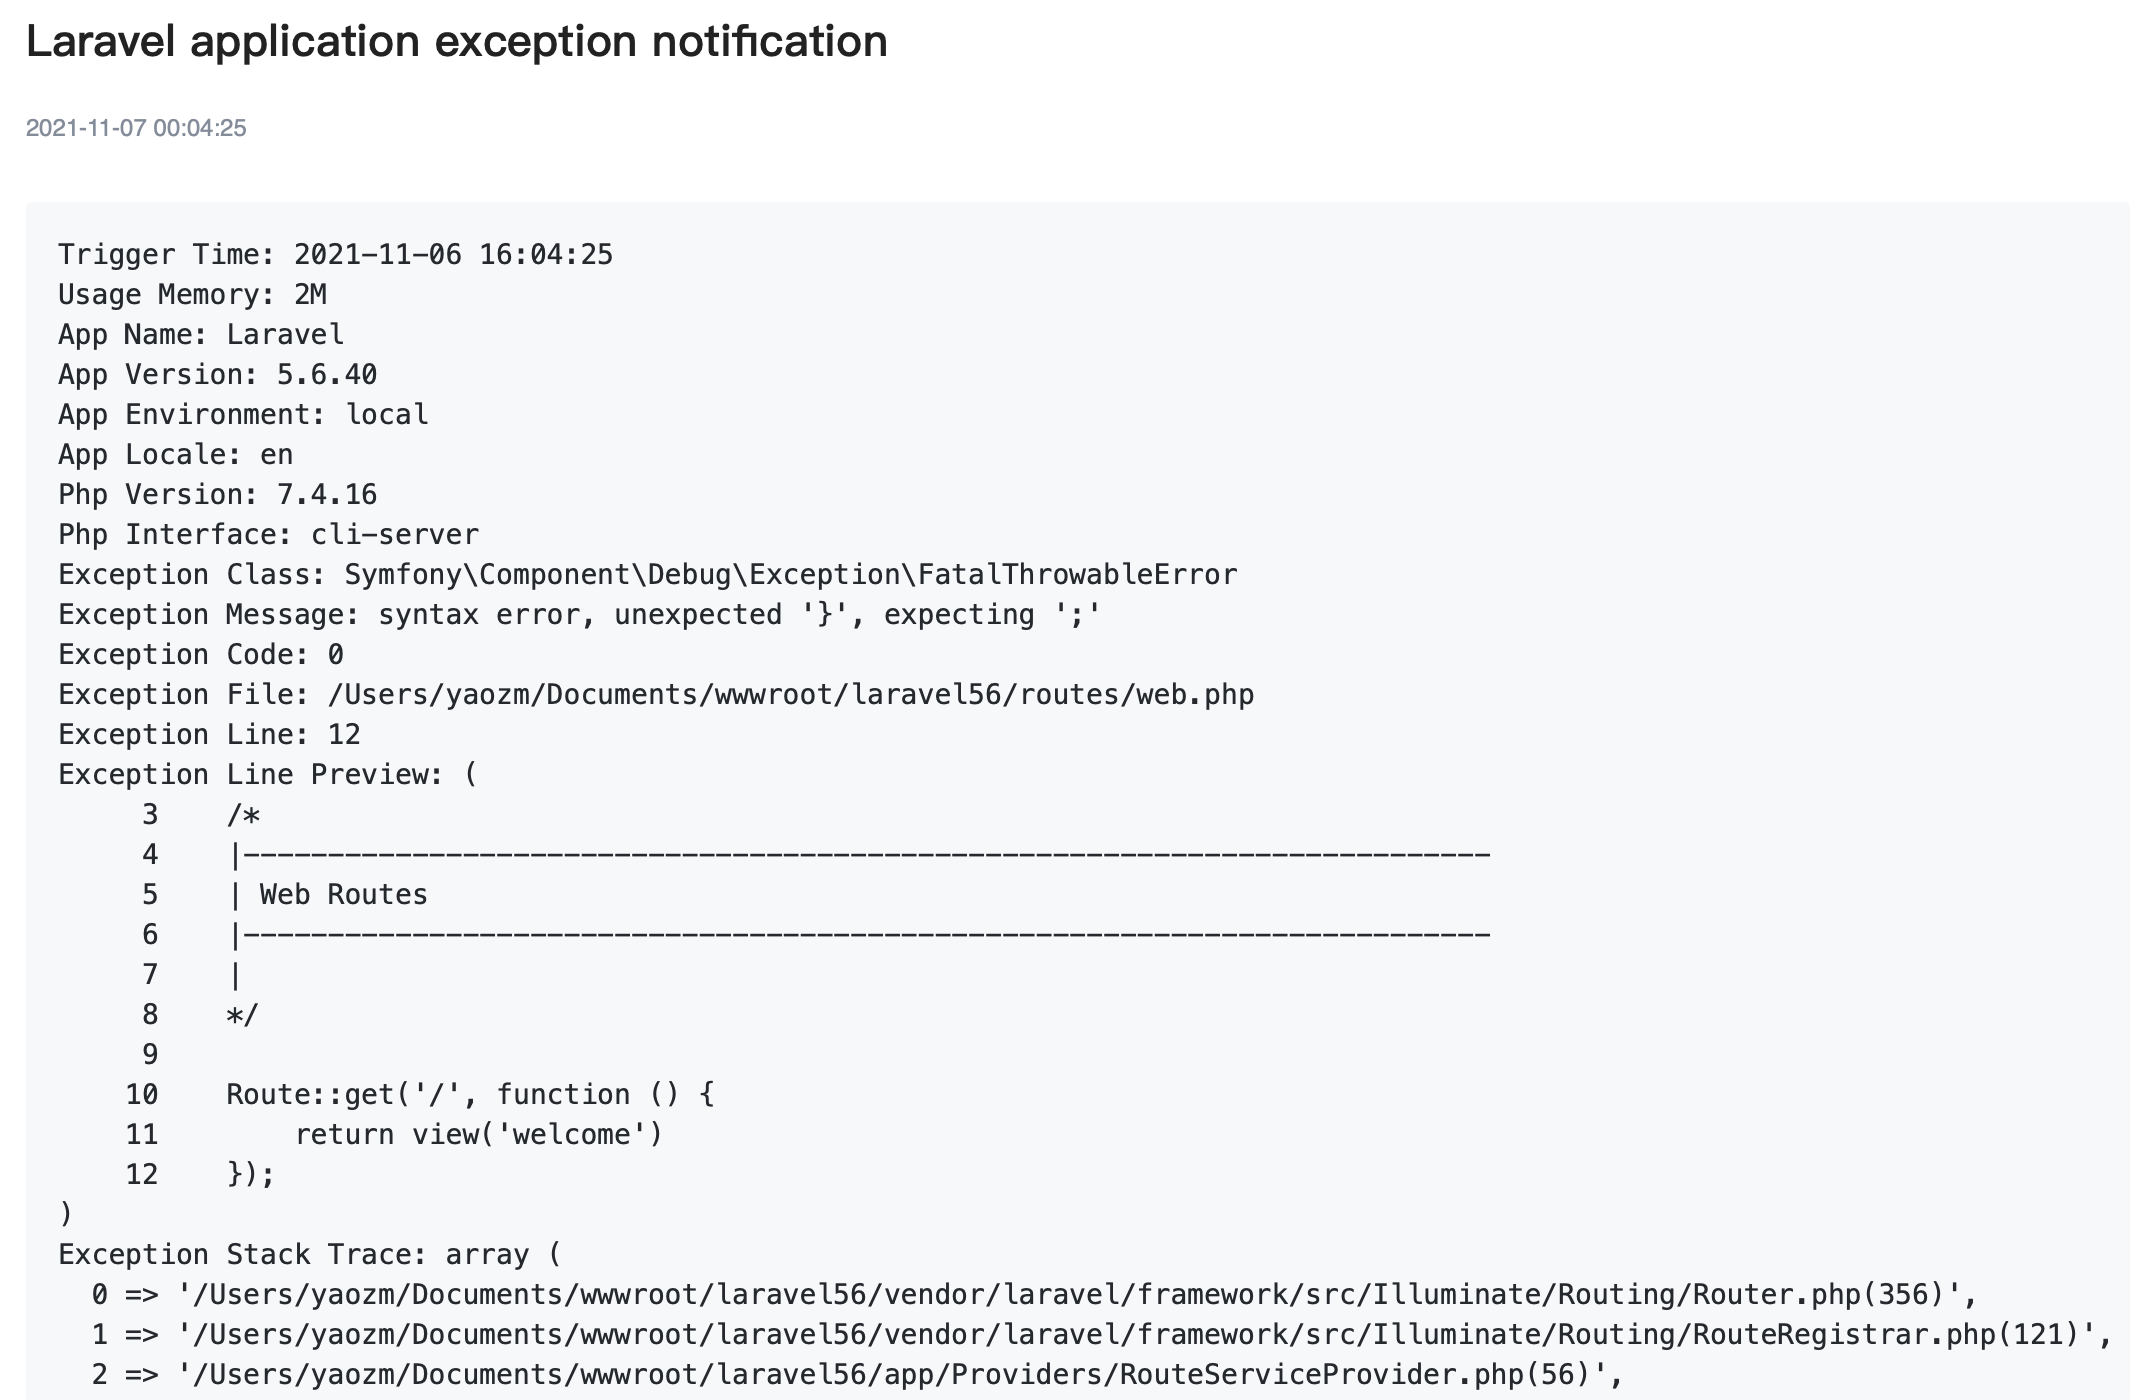 Laravel application exception notification
2021-11-07 00:04:25
Trigger Time: 2021-11-06 16:04:25
Usage Memory: 2M
App Name: Laravel
App Version: 5.6.40
App Environment: local
App Locale: en
Php Version: 7.4.16
Php Interface: cli-server
Exception Class: Symfony\Component\Debug\Exception\FatalThrowableError
Exception Message: syntax error, unexpected '}', expecting ';'
Exception Code: 0
Exception File: /Users/yaozm/Documents/wwwroot/laravel56/routes/web.php
Exception Line: 12
Exception Line Preview: (
     3    /*
     4    |--------------------------------------------------------------------------
     5    | Web Routes
     6    |--------------------------------------------------------------------------
     7    |
     8    */
     9
    10    Route::get('/', function () {
    11        return view('welcome')
    12    });
)
Exception Stack Trace: array (
  0 => '/Users/yaozm/Documents/wwwroot/laravel56/vendor/laravel/framework/src/Illuminate/Routing/Router.php(356)',
  1 => '/Users/yaozm/Documents/wwwroot/laravel56/vendor/laravel/framework/src/Illuminate/Routing/RouteRegistrar.php(121)',
  2 => '/Users/yaozm/Documents/wwwroot/laravel56/app/Providers/RouteServiceProvider.php(56)',